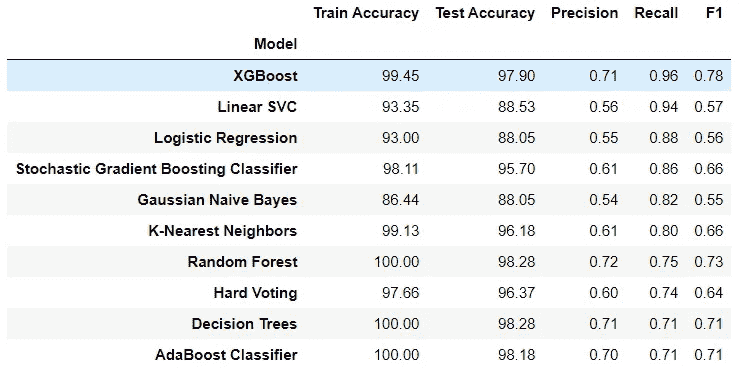 Train Accuracy Test Accuracy Precision Recall F1
Model
XGBoost 99.45 97.90 0.71 0.96 0.78
Linear SVC 93.35 88.53 0.56 0.94 0.57
Logistic Regression 93.00 88.05 0.55 0.88 0.56
Stochastic Gradient Boosting Classifier 98.11 95.70 0.61 0.86 0.66
Gaussian Naive Bayes 86.44 88.05 0.54 0.82 0.55
K-Nearest Neighbors 99.13 96.18 0.61 0.80 0.66
Random Forest 100.00 98.28 0.72 0.75 0.73
Hard Voting 97.66 96.37 0.60 0.74 0.64
Decision Trees 100.00 98.28 0.71 0.71 0.71
AdaBoost Classifier 100.00 98.18 0.70 0.71 0.71